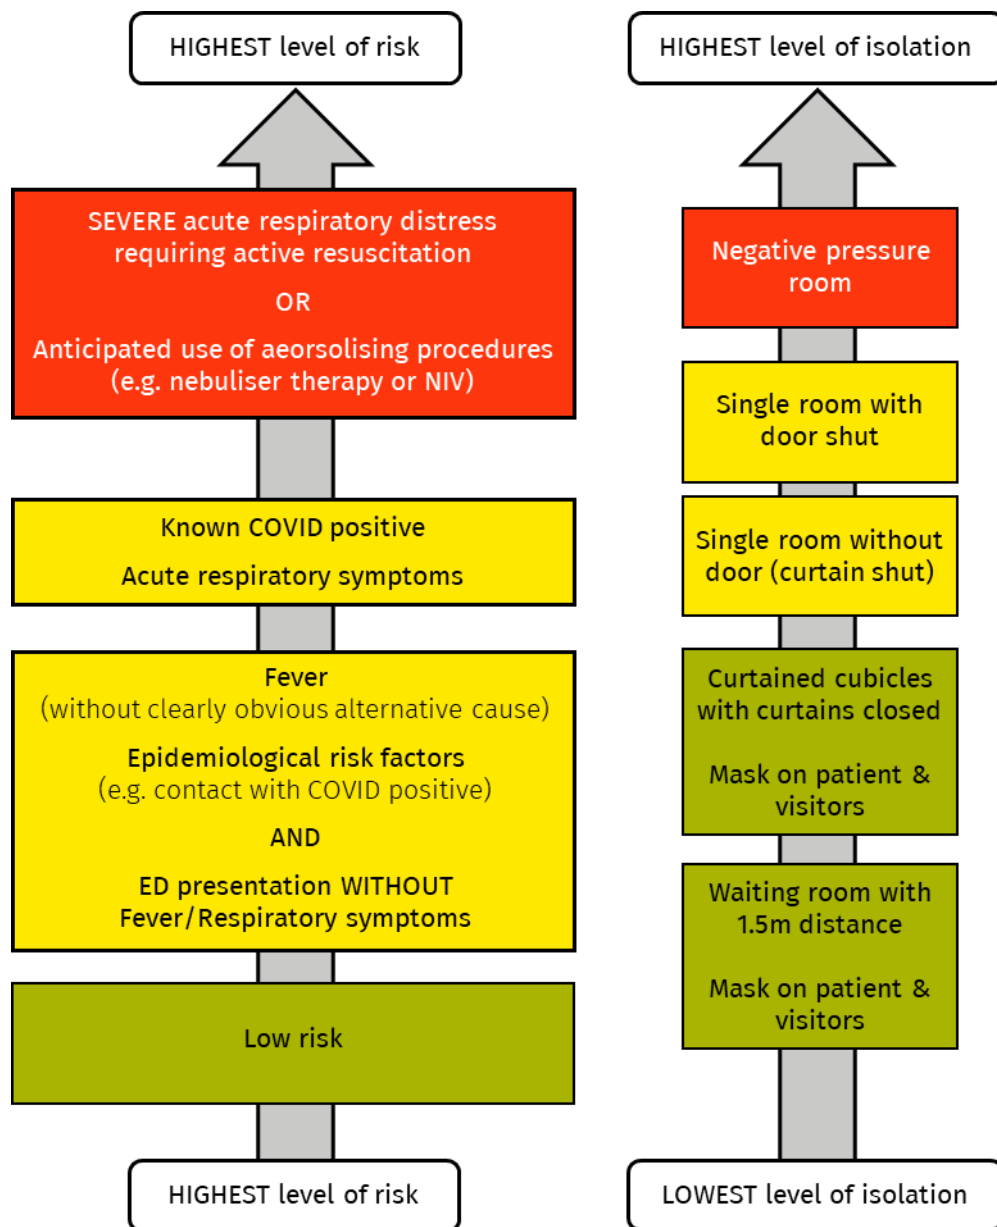 HIGHEST level of risk
SEVERE acute respiratory distress
requiring active resuscitation
OR
Anticipated use of aeorsolising procedures
(e.g. nebuliser therapy or NIV)
Known COVID positive
Acute respiratory symptoms
Fever
(without clearly obvious alternative cause)
Epidemiological risk factors
(e.g. contact with COVID positive)
AND
ED presentation WITHOUT
Fever/Respiratory symptoms
Low risk
HIGHEST level of risk
HIGHEST level of isolation
Negative pressure
room
Single room with
door shut
Single room without
door (curtain shut)
Curtained cubicles
with curtains closed
Mask on patient &
visitors
Waiting room with
1.5m distance
Mask on patient &
visitors
LOWEST level of isolation